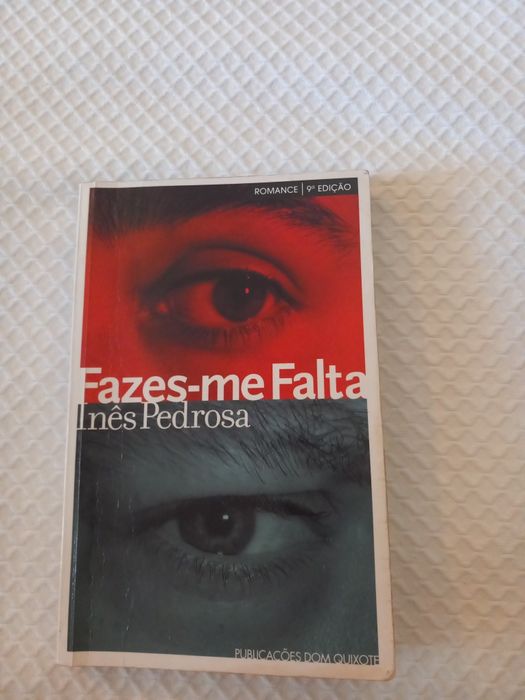 ROMANCE | 9ª EDIÇÃO
Fazes-me Falta
Inês Pedrosa
PUBLICAÇÕES DOM QUIXOTE